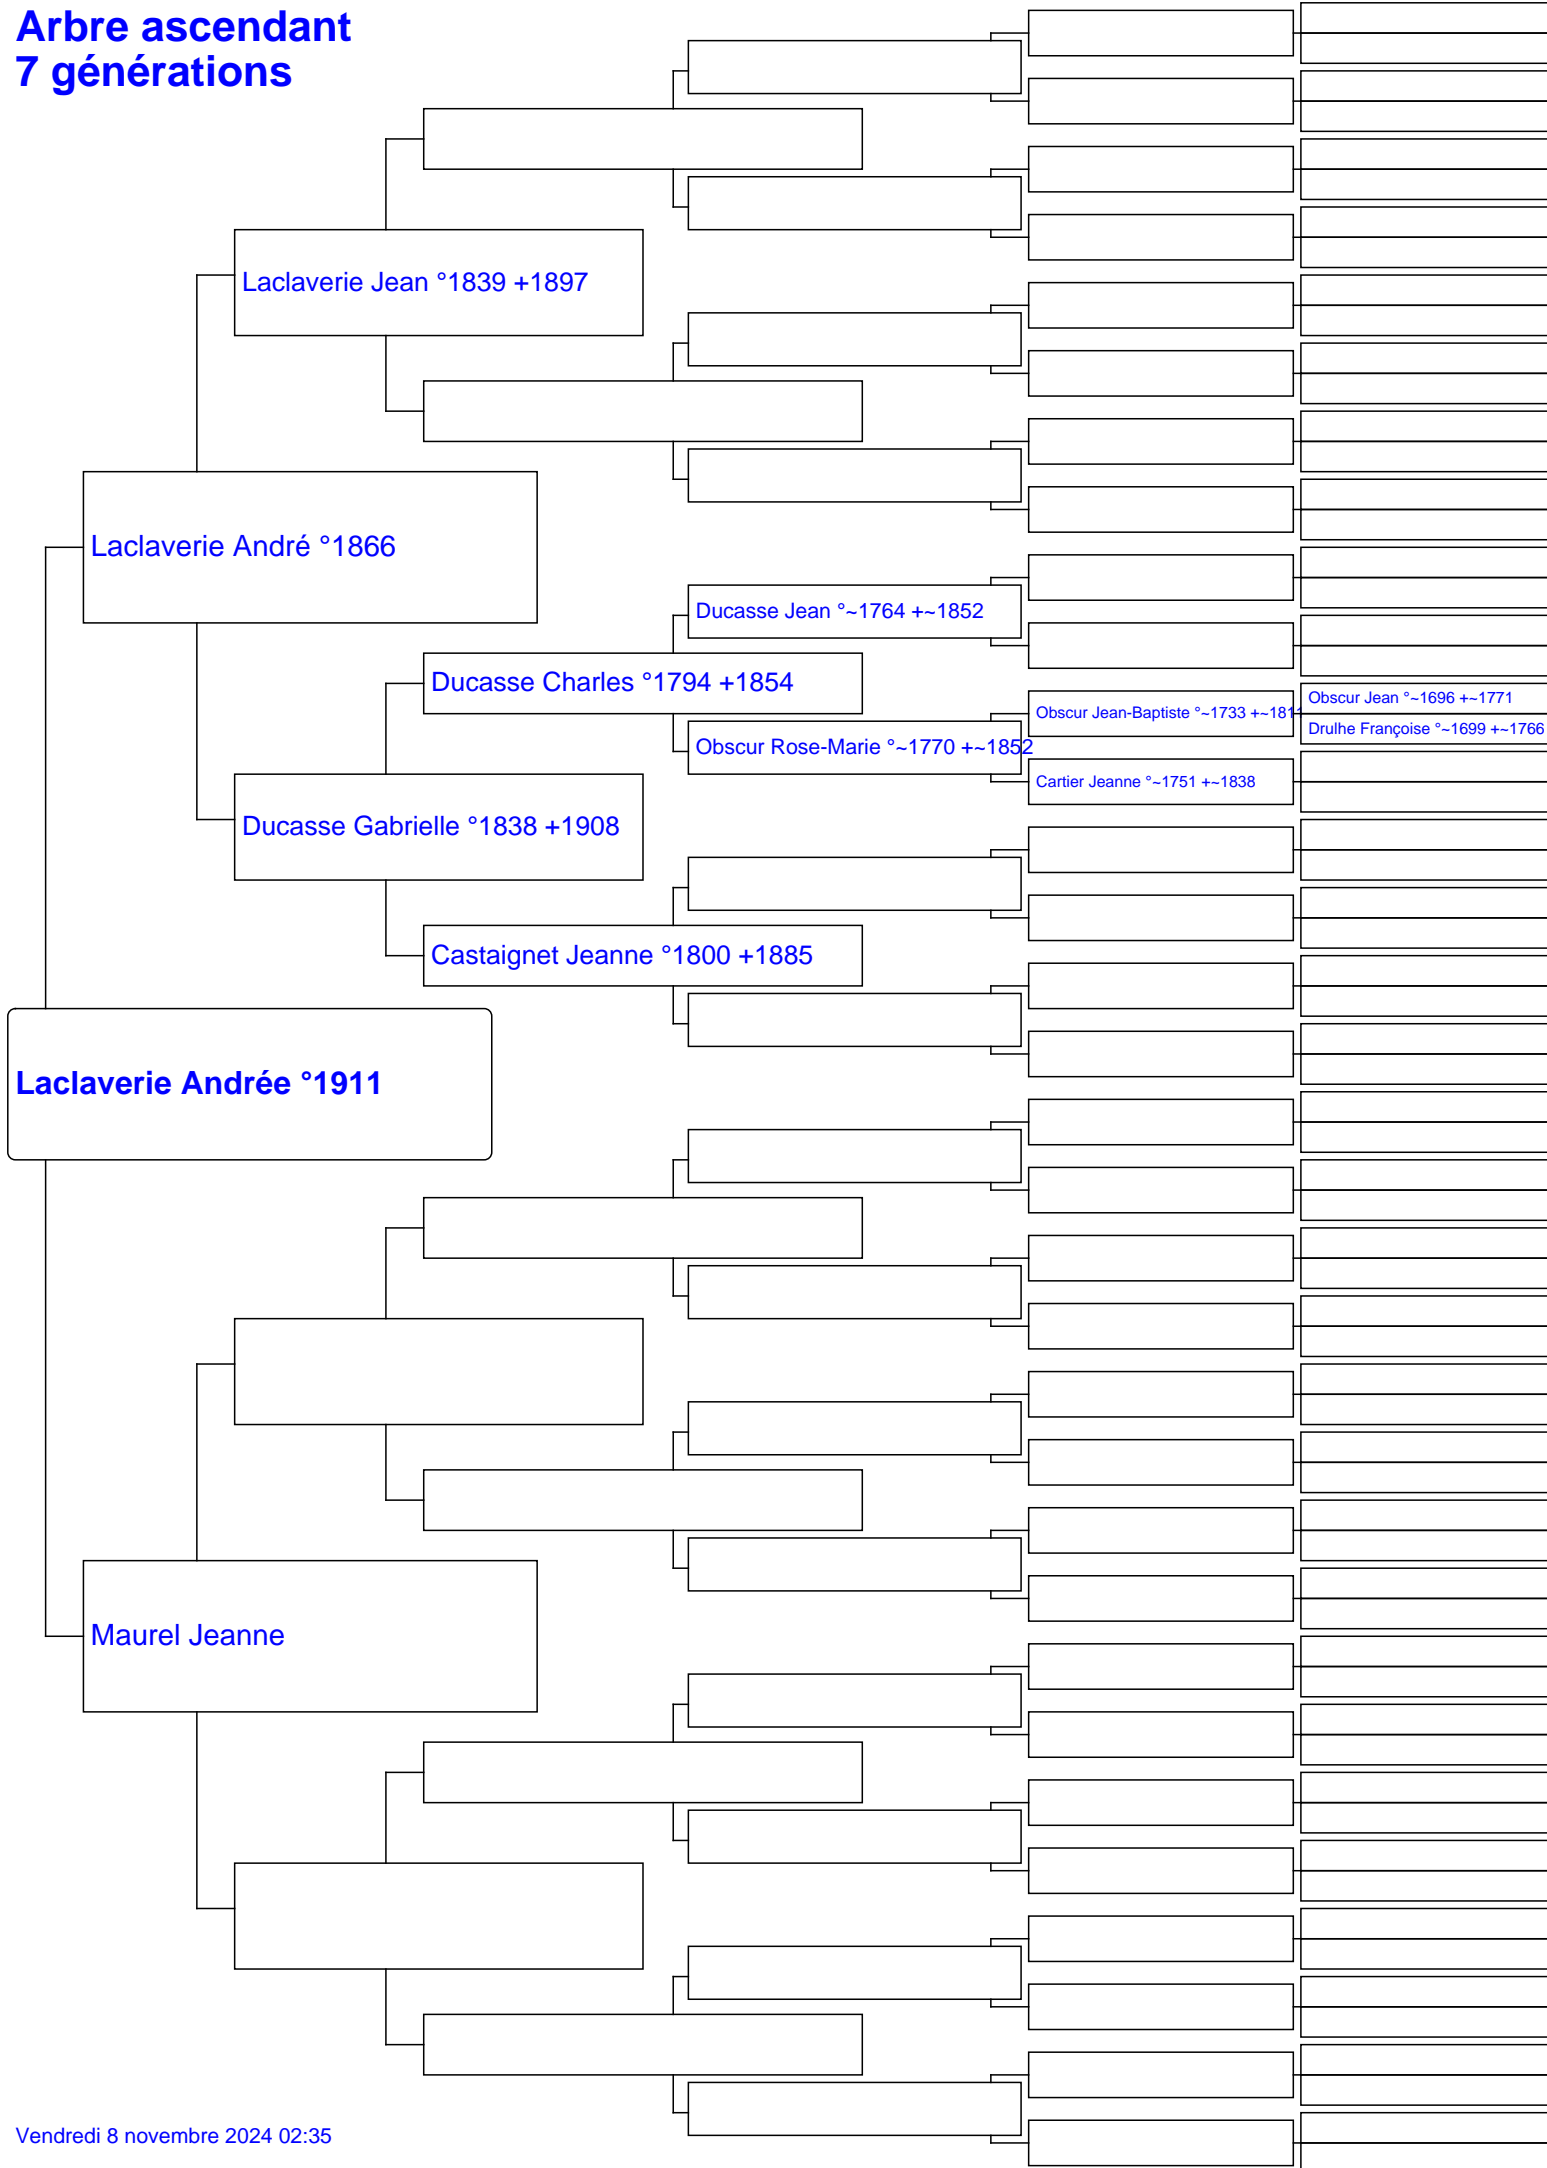 Arbre ascendant
7 générations
Laclaverie Jean °1839 +1897
Laclaverie André °1866
Ducasse Jean °~1764 +~1852
Ducasse Charles °1794 +1854
Obscur Jean °~1696 +~1771
Obscur Jean-Baptiste °~1733 +~181
Drulhe Françoise °~1699 +~1766
Obscur Rose-Marie °~1770 +~1852
Cartier Jeanne °~1751 +~1838
Ducasse Gabrielle °1838 +1908
Castaignet Jeanne °1800 +1885
Laclaverie Andrée °1911
Maurel Jeanne
Vendredi 8 novembre 2024 02:35